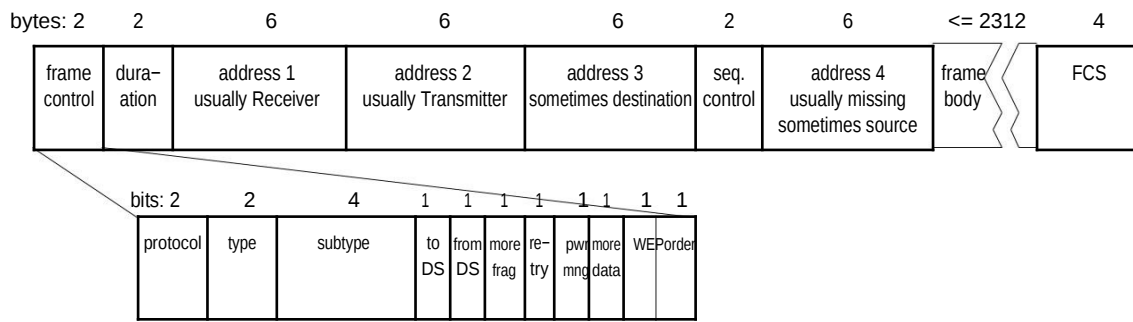 bytes: 2 2 6 6 6 2 6 <= 2312 4
frame dura− address 1 address 2 address 3 seq. address 4 frame FCS
control ation usually Receiver usually Transmitter sometimes destination control usually missing body
sometimes source
bits: 2 2 4 1 1 1 1 1 1 1 1
protocol type subtype to from more re− pwr more WEP order
DS DS frag try mng data